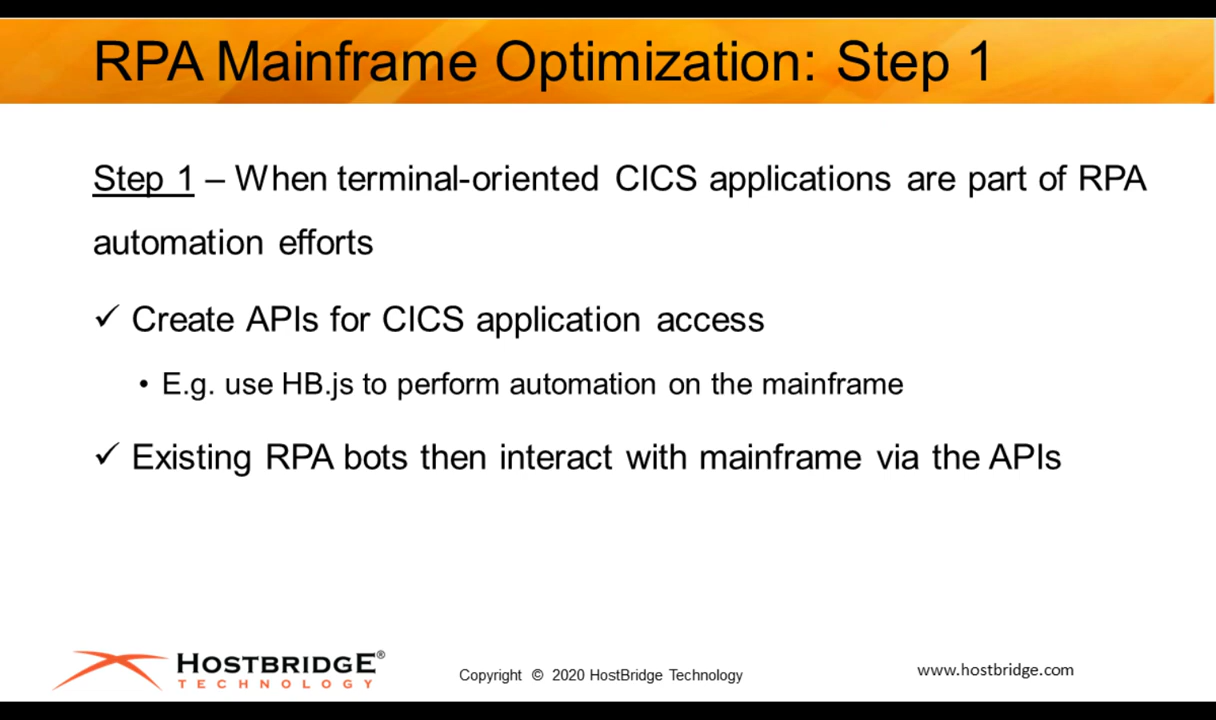 RPA Mainframe Optimization: Step 1
Step 1 – When terminal-oriented CICS applications are part of RPA
automation efforts
✓ Create APIs for CICS application access
• E.g. use HB.js to perform automation on the mainframe
✓ Existing RPA bots then interact with mainframe via the APIs
HOSTBRIDGE®
TECHNOLOGY
Copyright © 2020 HostBridge Technology
www.hostbridge.com